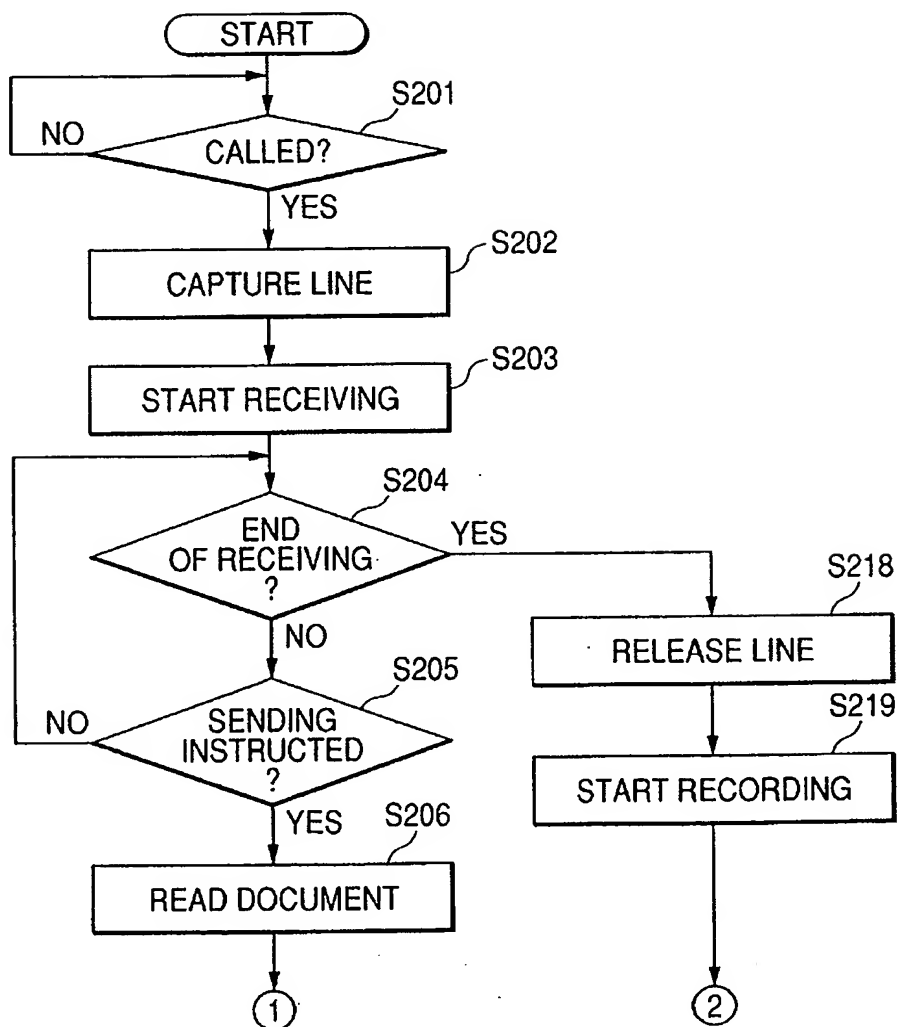 START
S201
NO
CALLED?
YES
S202
CAPTURE LINE
S203
START RECEIVING
S204
END
OF RECEIVING
?
YES
NO
S218
RELEASE LINE
S205
NO
SENDING
INSTRUCTED
?
YES
S219
START RECORDING
S206
READ DOCUMENT
1
2